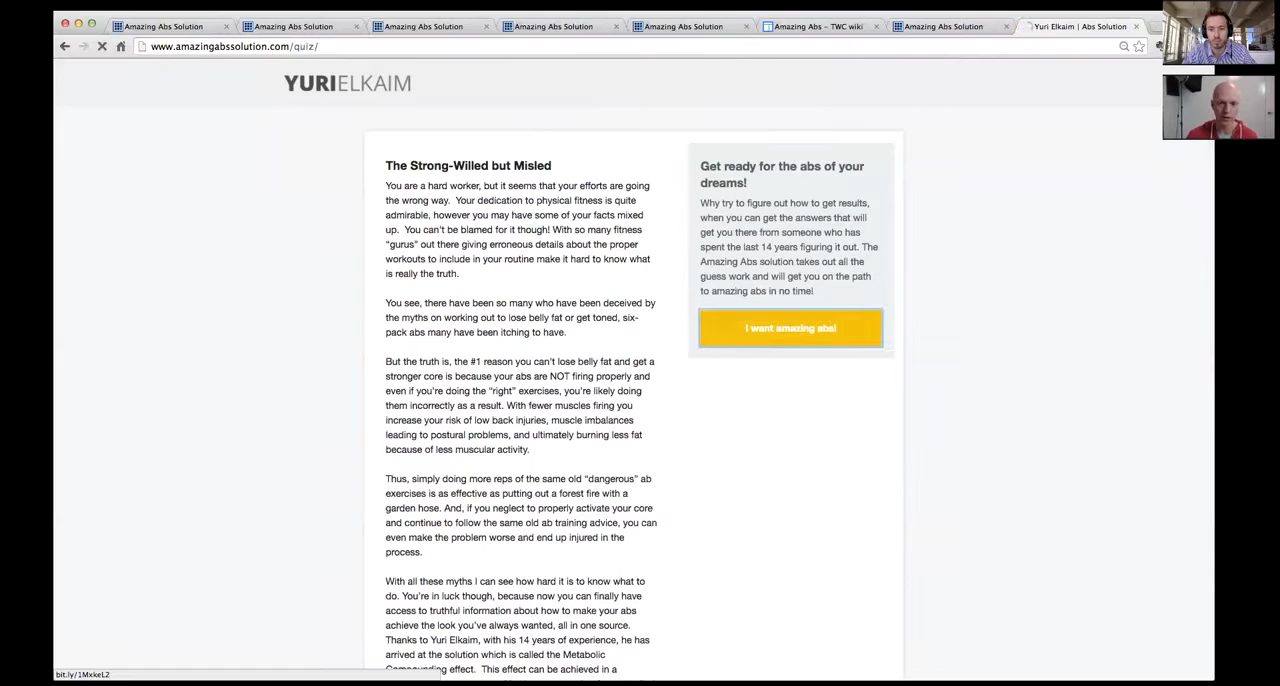 Amazing Abs Solution
Amazing Abs Solution
Amazing Abs Solution
Amazing Abs Solution
Amazing Abs Solution
Amazing Abs – TWC wiki
Amazing Abs Solution
Yuri Elkaim | Abs Solution
www.amazingabssolution.com/quiz/
YURIELKAIM
The Strong-Willed but Misled
You are a hard worker, but it seems that your efforts are going
the wrong way. Your dedication to physical fitness is quite
admirable, however you may have some of your facts mixed
up. You can't be blamed for it though! With so many fitness
“gurus” out there giving erroneous details about the proper
workouts to include in your routine make it hard to know what
is really the truth.
You see, there have been so many who have been deceived by
the myths on working out to lose belly fat or get toned, six-
pack abs many have been itching to have.
But the truth is, the #1 reason you can't lose belly fat and get a
stronger core is because your abs are NOT firing properly and
even if you're doing the “right” exercises, you're likely doing
them incorrectly as a result. With fewer muscles firing you
increase your risk of low back injuries, muscle imbalances
leading to postural problems, and ultimately burning less fat
because of less muscular activity.
Thus, simply doing more reps of the same old “dangerous” ab
exercises is as effective as putting out a forest fire with a
garden hose. And, if you neglect to properly activate your core
and continue to follow the same old ab training advice, you can
even make the problem worse and end up injured in the
process.
With all these myths I can see how hard it is to know what to
do. You're in luck though, because now you can finally have
access to truthful information about how to make your abs
achieve the look you've always wanted, all in one source.
Thanks to Yuri Elkaim, with his 14 years of experience, he has
arrived at the solution which is called the Metabolic
Compounding effect. This effect can be achieved in a
Get ready for the abs of your
dreams!
Why try to figure out how to get results,
when you can get the answers that will
get you there from someone who has
spent the last 14 years figuring it out. The
Amazing Abs solution takes out all the
guess work and will get you on the path
to amazing abs in no time!
I want amazing abs!
bit.ly/1MxkeL2